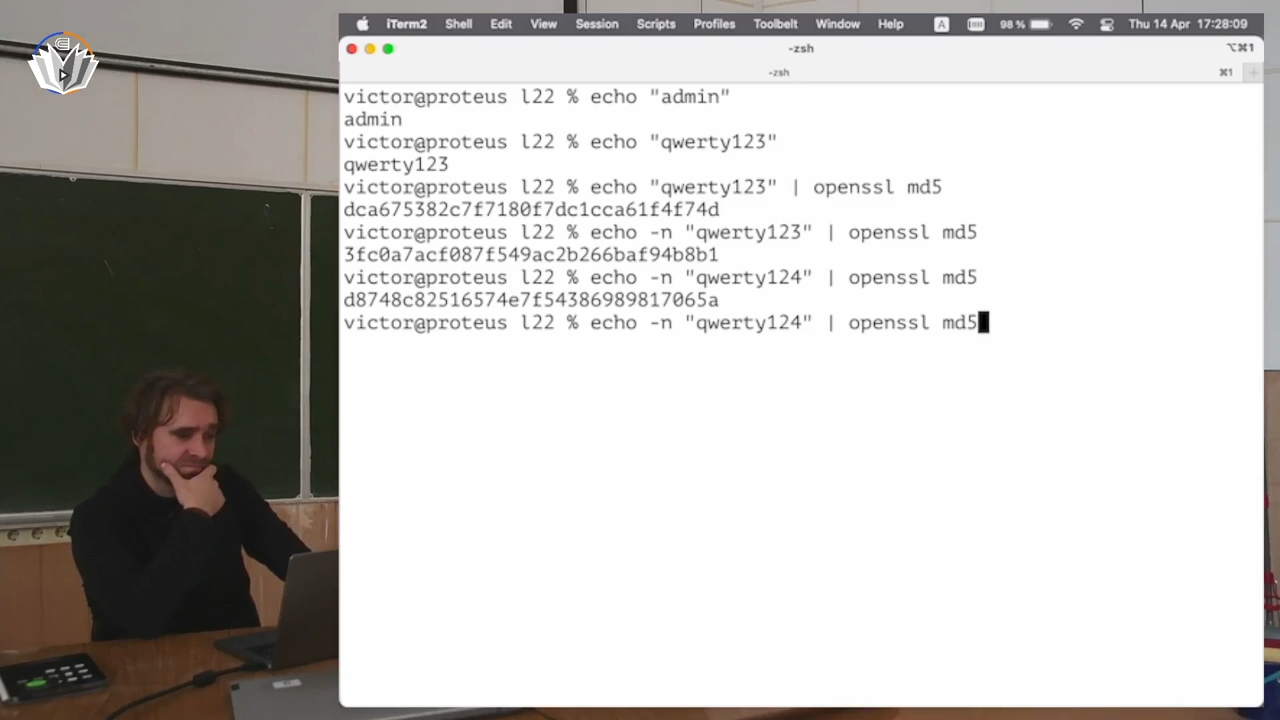 iTerm2 Shell Edit View Session Scripts Profiles Toolbelt Window Help A 98 % Thu 14 Apr 17:28:09
-zsh ⌥⌘1
-zsh ⌘1
victor@proteus l22 % echo "admin"
admin
victor@proteus l22 % echo "qwerty123"
qwerty123
victor@proteus l22 % echo "qwerty123" | openssl md5
dca675382c7f7180f7dc1cca61f4f74d
victor@proteus l22 % echo -n "qwerty123" | openssl md5
3fc0a7acf087f549ac2b266baf94b8b1
victor@proteus l22 % echo -n "qwerty124" | openssl md5
d8748c82516574e7f54386989817065a
victor@proteus l22 % echo -n "qwerty124" | openssl md5